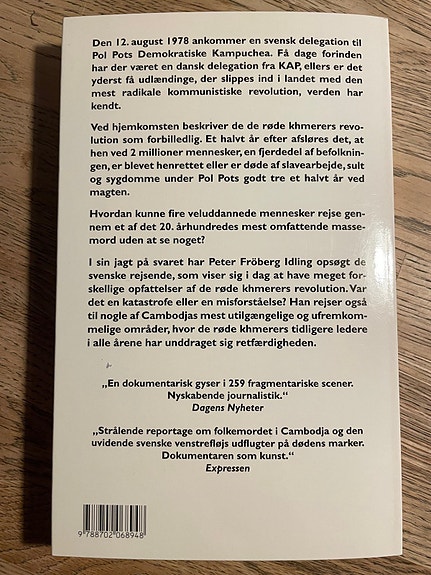 Den 12. august 1978 ankommer en svensk delegation til
Pol Pots Demokratiske Kampuchea. Få dage forinden
har der været en dansk delegation fra KAP, ellers er det
yderst få udlændinge, der slippes ind i landet med den
mest radikale kommunistiske revolution, verden har
kendt.
Ved hjemkomsten beskriver de de røde khmerers revo-
lution som forbilledlig. Et halvt år efter afsløres det, at
hen ved 2 millioner mennesker, en fjerdedel af befolknin-
gen, er blevet henrettet eller er døde af slavearbejde, sult
og sygdomme under Pol Pots godt tre et halvt år ved
magten.
Hvordan kunne fire veluddannede mennesker rejse gen-
nem et af det 20. århundredes mest omfattende masse-
mord uden at se noget?
I sin jagt på svaret har Peter Fröberg Idling opsøgt de
svenske rejsende, som viser sig i dag at have meget for-
skellige opfattelser af de røde khmerers revolution. Var
det en katastrofe eller en misforståelse? Han rejser også
til nogle af Cambodjas mest utilgængelige og ufremkom-
melige områder, hvor de røde khmerers tidligere ledere
i alle årene har unddraget sig retfærdigheden.
„En dokumentarisk gyser i 259 fragmentariske scener.
Nyskabende journalistik.“
Dagens Nyheter
„Strålende reportage om folkemordet i Cambodja og den
uvidende svenske venstrefløjs udflugter på dødens marker.
Dokumentaren som kunst.“
Expressen
9 788702 068948